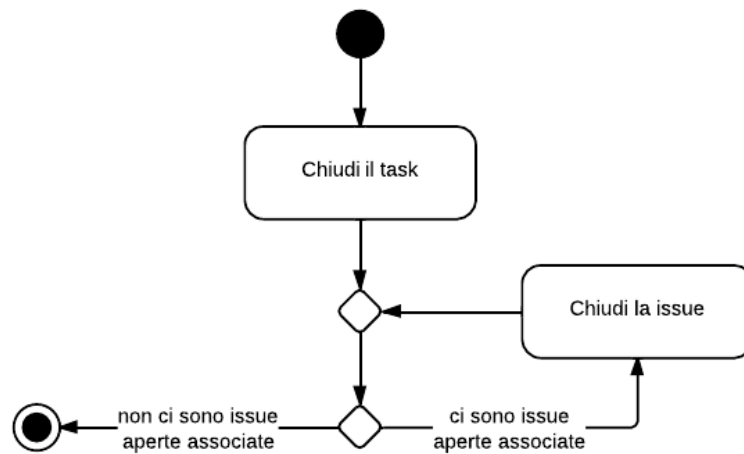 Chiudi il task
Chiudi la issue
non ci sono issue
aperte associate
ci sono issue
aperte associate